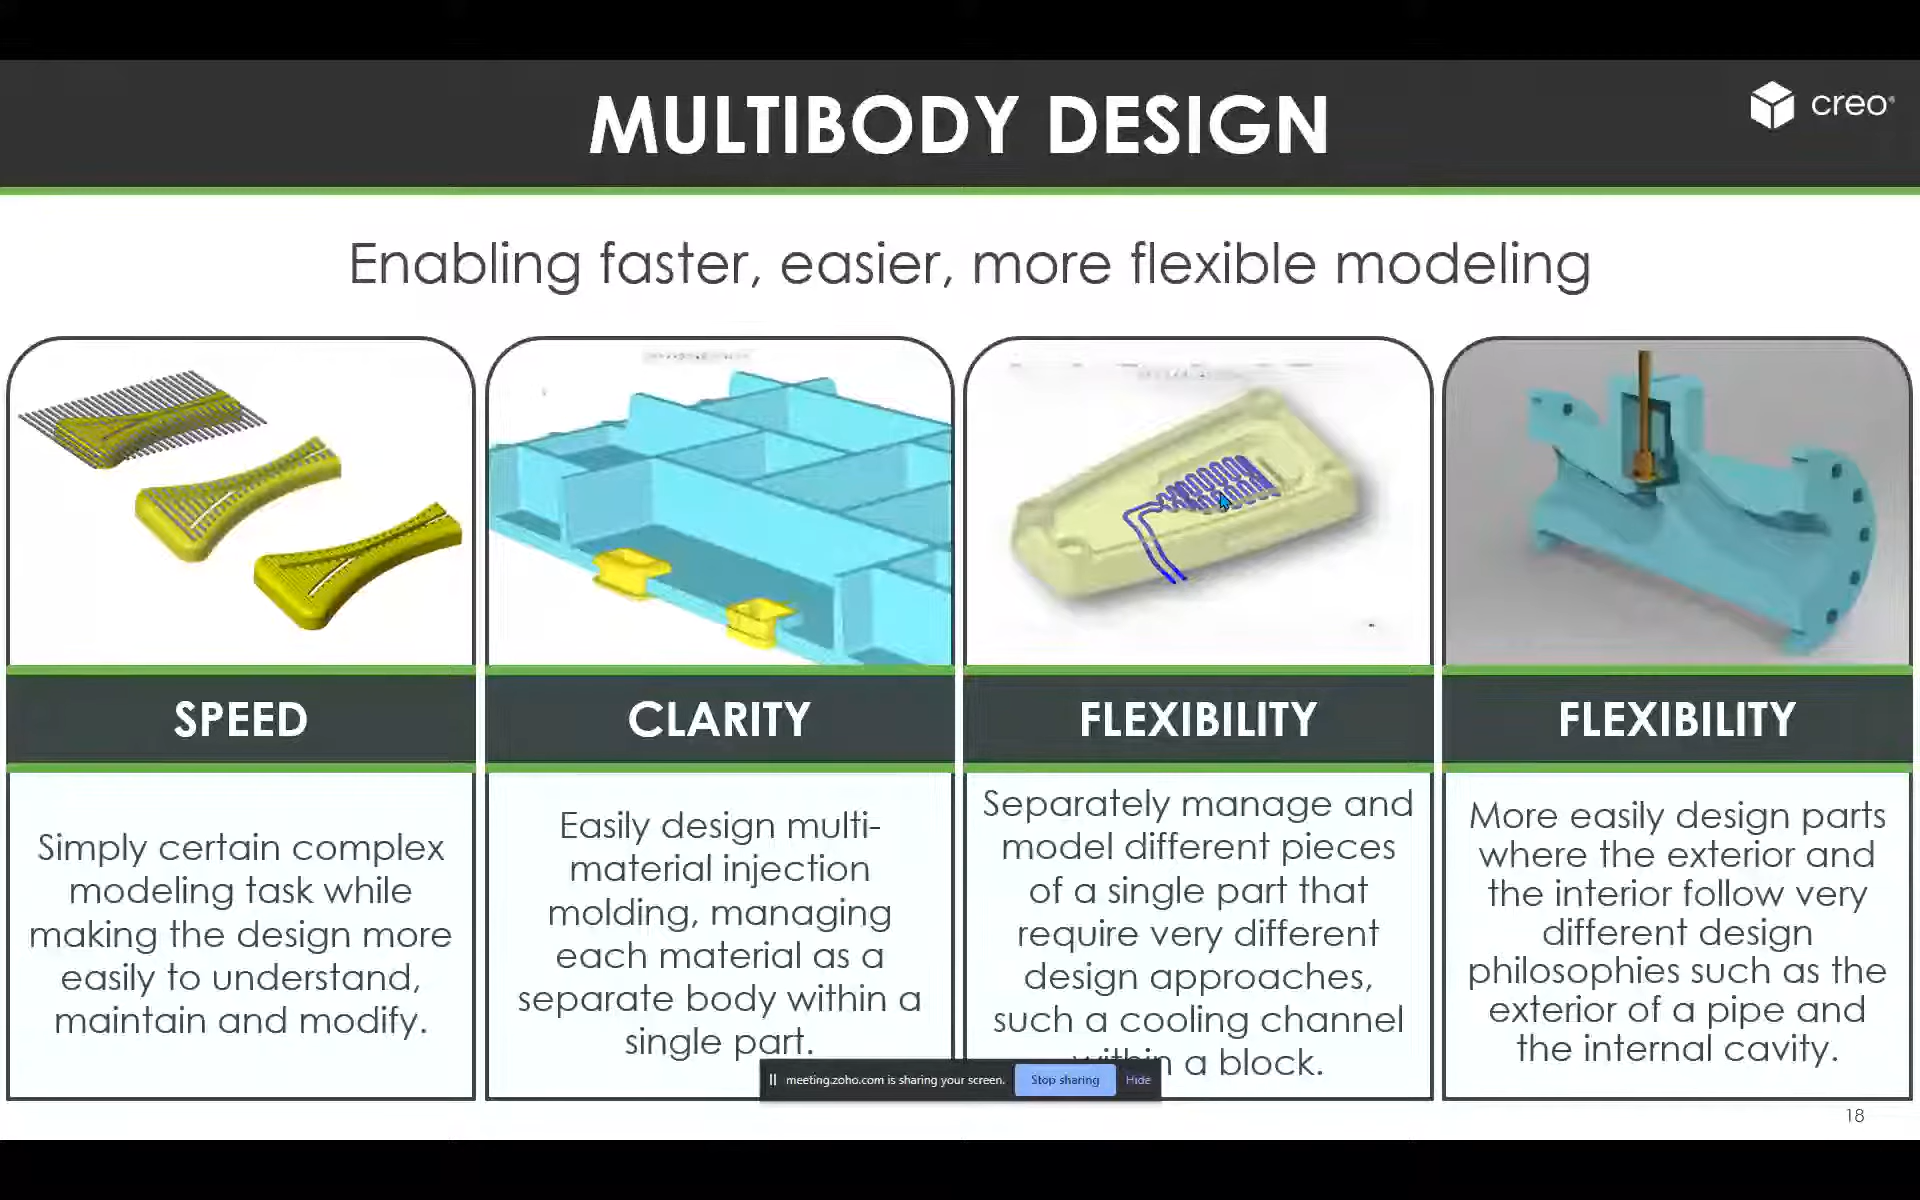 MULTIBODY DESIGN
creo®
Enabling faster, easier, more flexible modeling
SPEED
Simply certain complex
modeling task while
making the design more
easily to understand,
maintain and modify.
CLARITY
Easily design multi-
material injection
molding, managing
each material as a
separate body within a
single part.
FLEXIBILITY
Separately manage and
model different pieces
of a single part that
require very different
design approaches,
such a cooling channel
within a block.
FLEXIBILITY
More easily design parts
where the exterior and
the interior follow very
different design
philosophies such as the
exterior of a pipe and
the internal cavity.
meeting.zoho.com is sharing your screen. Stop sharing Hide
18